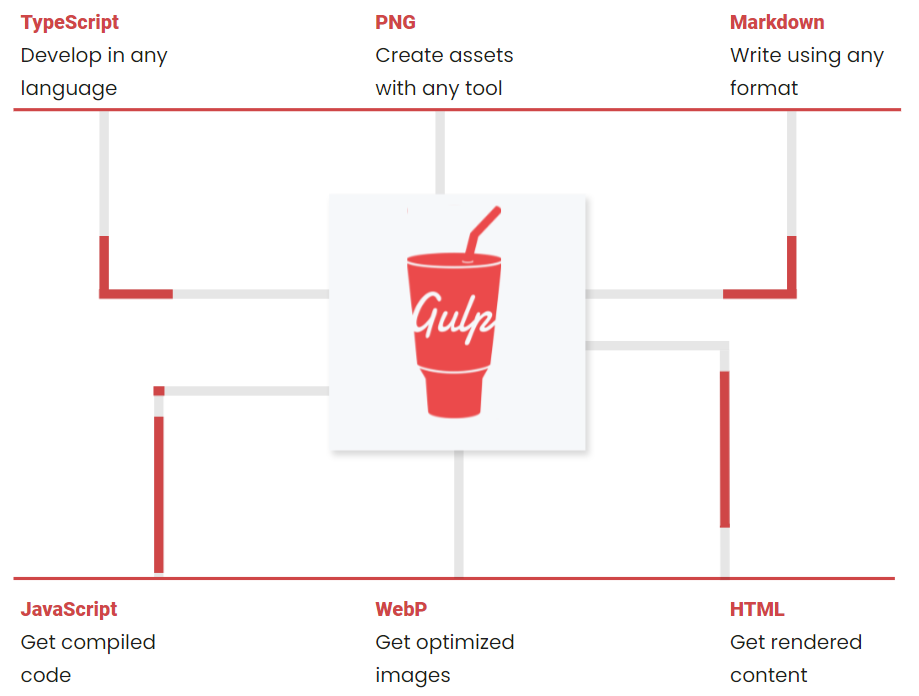 TypeScript
Develop in any
language
PNG
Create assets
with any tool
Markdown
Write using any
format
Gulp
JavaScript
Get compiled
code
WebP
Get optimized
images
HTML
Get rendered
content